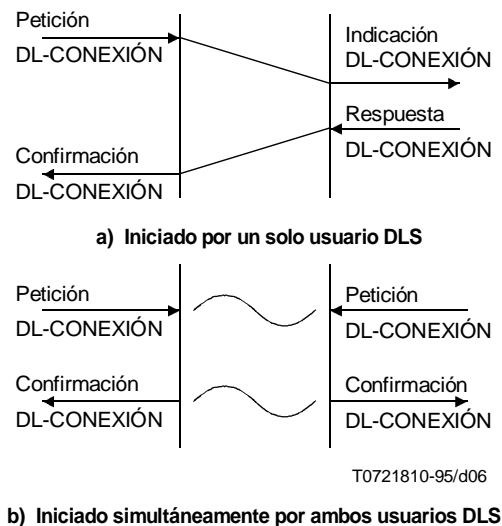 Petición
DL-CONEXIÓN
Indicación
DL-CONEXIÓN
Respuesta
DL-CONEXIÓN
Confirmación
DL-CONEXIÓN
a) Iniciado por un solo usuario DLS
Petición
DL-CONEXIÓN
Petición
DL-CONEXIÓN
Confirmación
DL-CONEXIÓN
Confirmación
DL-CONEXIÓN
T0721810-95/d06
b) Iniciado simultáneamente por ambos usuarios DLS